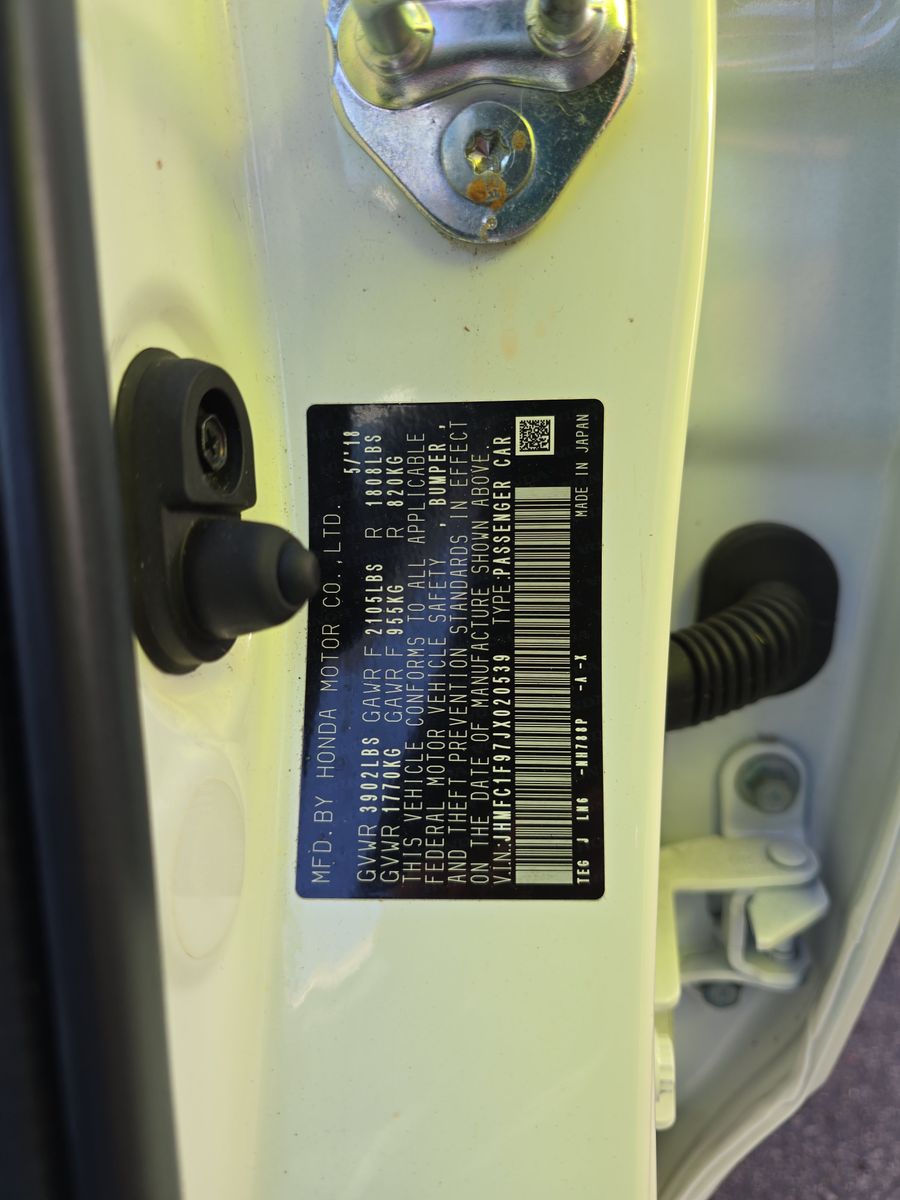 MFD. BY HONDA MOTOR CO., LTD. 5/'18
GVWR 3902LBS GAWR F 2105LBS R 1808LBS
GVWR 1770KG GAWR F 955KG R 820KG
THIS VEHICLE CONFORMS TO ALL APPLICABLE
FEDERAL MOTOR VEHICLE SAFETY , BUMPER ,
AND THEFT PREVENTION STANDARDS IN EFFECT
ON THE DATE OF MANUFACTURE SHOWN ABOVE.
V.I.N:JHMFC1F97JX020539 TYPE:PASSENGER CAR
TEG J LN6 -NH788P -A -X MADE IN JAPAN